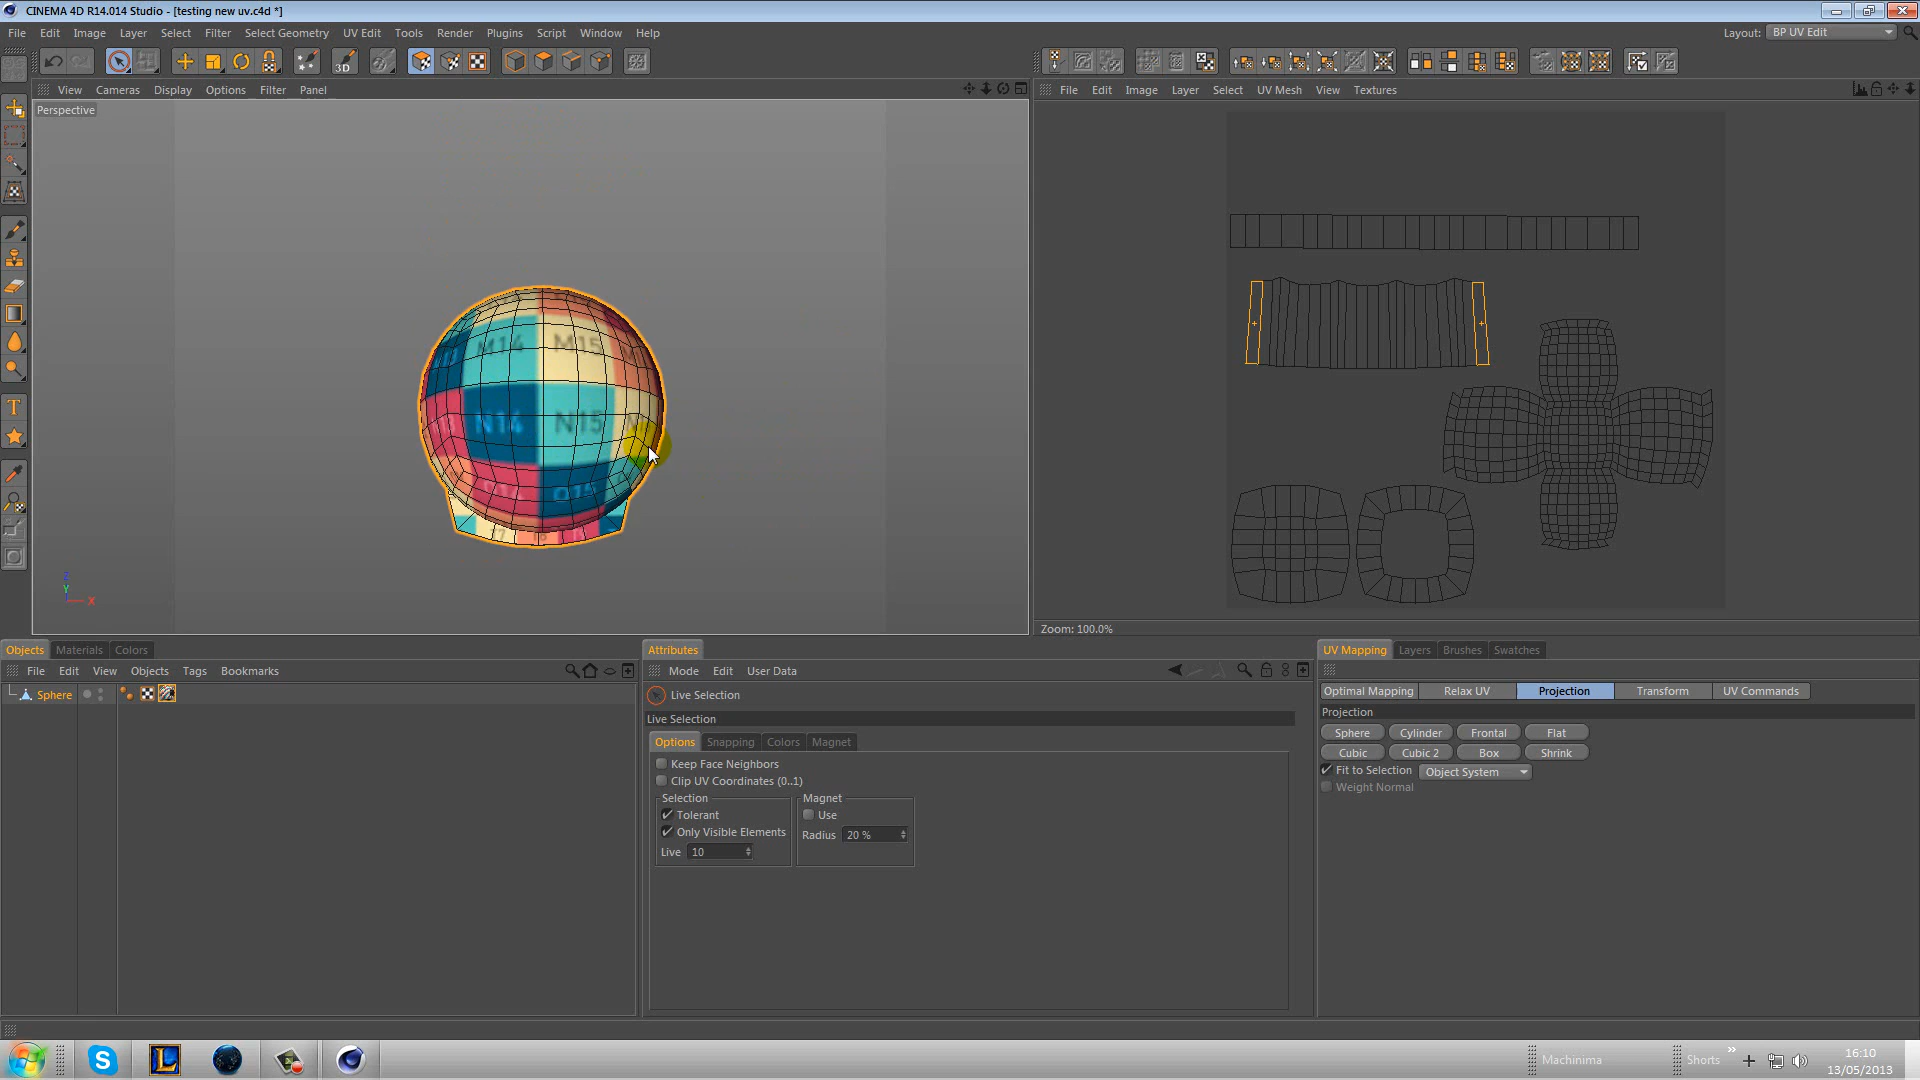 CINEMA 4D R14.014 Studio - [testing new uv.c4d *]
File Edit Image Layer Select Filter Select Geometry UV Edit Tools Render Plugins Script Window Help
Layout: BP UV Edit
View Cameras Display Options Filter Panel
File Edit Image Layer Select UV Mesh View Textures
Perspective
M14 M15
N14 N15
Z
Y
X
Zoom: 100.0%
Objects Materials Colors
Attributes
UV Mapping Layers Brushes Swatches
File Edit View Objects Tags Bookmarks
Mode Edit User Data
Sphere
Live Selection
Optimal Mapping Relax UV Projection Transform UV Commands
Live Selection
Projection
Options Snapping Colors Magnet
Sphere Cylinder Frontal Flat
Cubic Cubic 2 Box Shrink
Keep Face Neighbors
Fit to Selection Object System
Clip UV Coordinates (0..1)
Weight Normal
Selection Magnet
Tolerant Use
Only Visible Elements Radius 20 %
Live 10
Machinima Shorts
16:10
13/05/2013